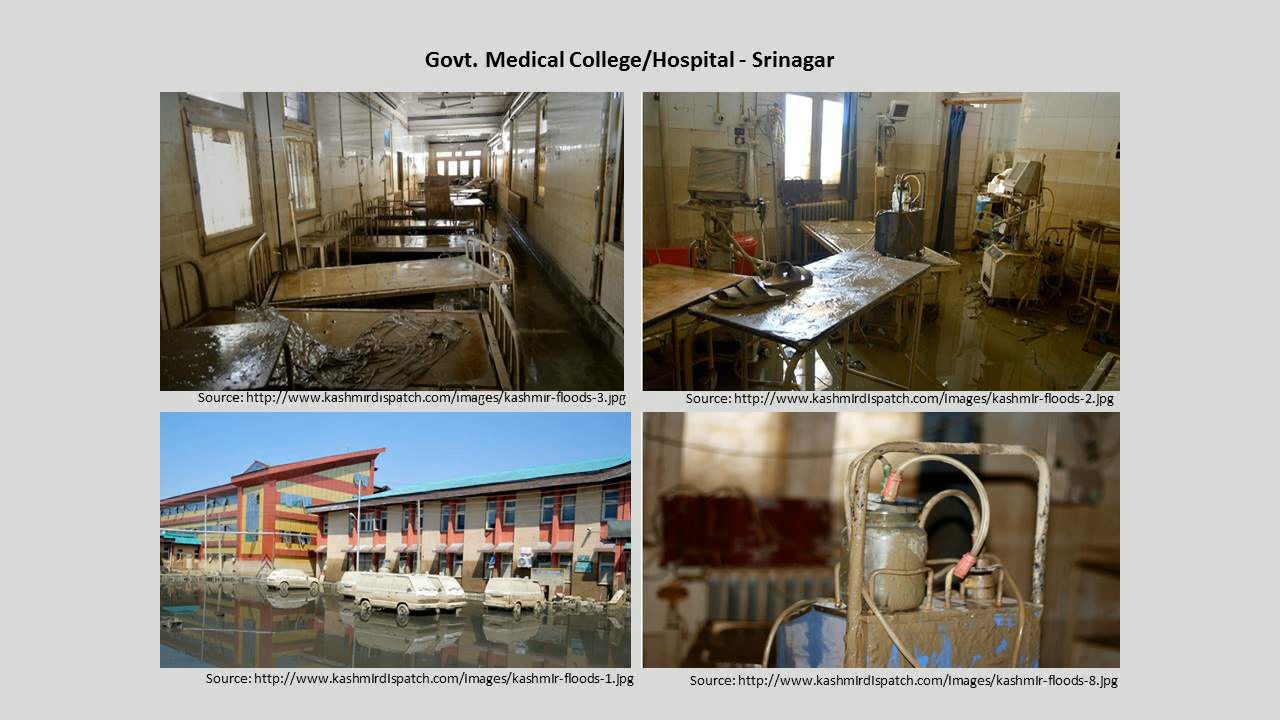 Govt. Medical College/Hospital - Srinagar
Source: http://www.kashmirdispatch.com/images/kashmir-floods-3.jpg
Source: http://www.kashmirdispatch.com/images/kashmir-floods-2.jpg
Source: http://www.kashmirdispatch.com/images/kashmir-floods-1.jpg
Source: http://www.kashmirdispatch.com/images/kashmir-floods-8.jpg